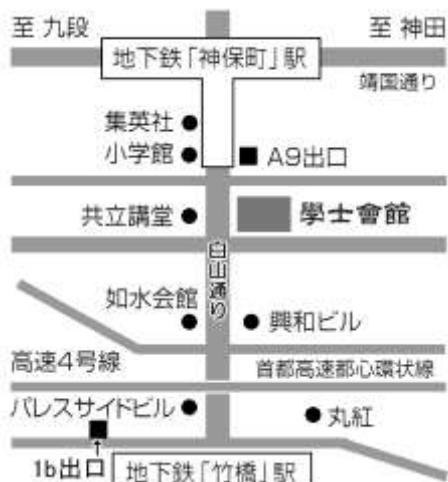 至 九段
至 神田
地下鉄「神保町」駅
靖国通り
集英社
小学館
A9出口
共立講堂
學士會館
白山通り
如水会館
興和ビル
高速4号線
首都高速都心環状線
パレスサイドビル
丸紅
1b出口
地下鉄「竹橋」駅